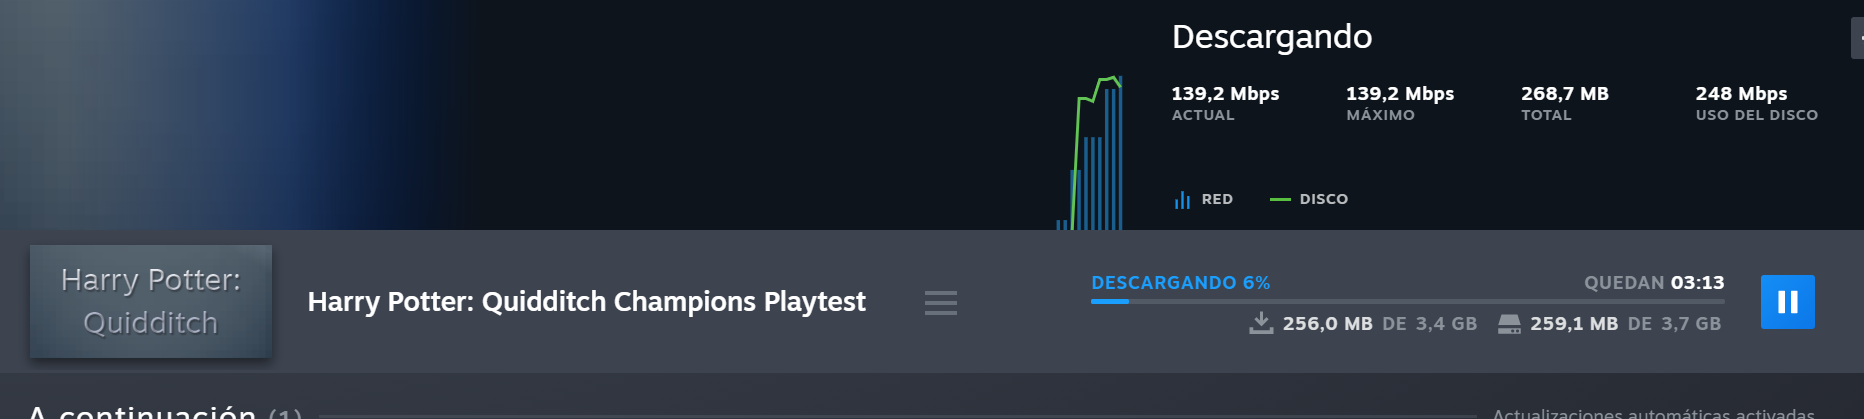 Descargando
139,2 Mbps 139,2 Mbps 268,7 MB 248 Mbps
ACTUAL MÁXIMO TOTAL USO DEL DISCO
RED DISCO
Harry Potter:
Quidditch
Harry Potter: Quidditch Champions Playtest
DESCARGANDO 6% QUEDAN 03:13
256,0 MB DE 3,4 GB 259,1 MB DE 3,7 GB
A continuación (1) Actualizaciones automáticas activadas